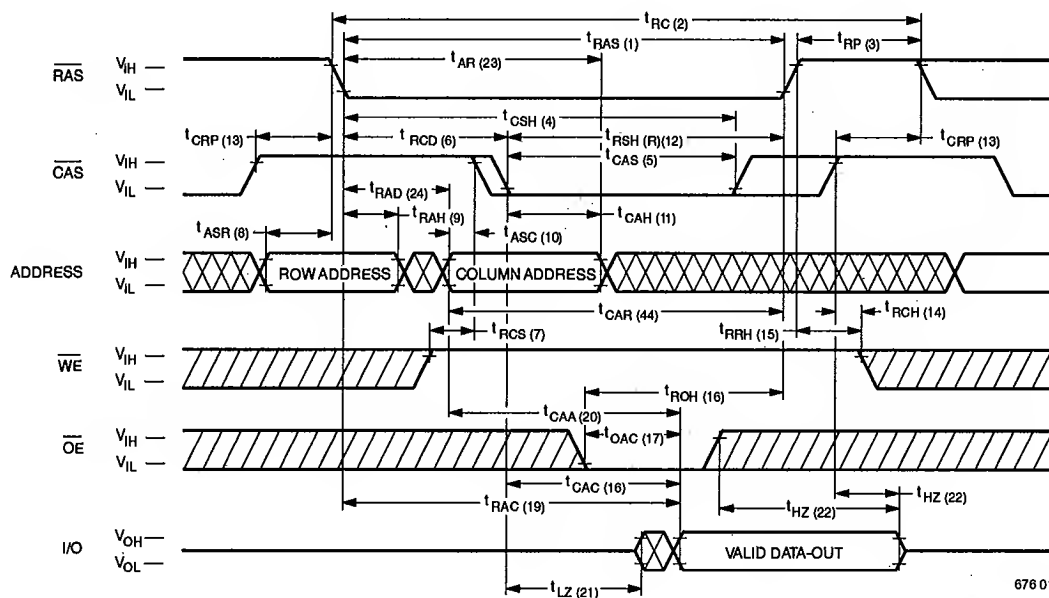 tRC (2)
tRAS (1)
tRP (3)
tAR (23)
RAS
VIH
VIL
tCSH (4)
tCRP (13)
tRCD (6)
tRSH (R)(12)
tCRP (13)
CAS
VIH
VIL
tCAS (5)
tRAD (24)
tRAH (9)
tCAH (11)
tASR (8)
tASC (10)
ADDRESS
VIH
VIL
ROW ADDRESS
COLUMN ADDRESS
tCAR (44)
tRCH (14)
tRCS (7)
tRRH (15)
WE
VIH
VIL
tROH (16)
tCAA (20)
tOAC (17)
OE
VIH
VIL
tCAC (16)
tRAC (19)
tHZ (22)
tHZ (22)
I/O
VOH
VOL
VALID DATA-OUT
tLZ (21)
676 01